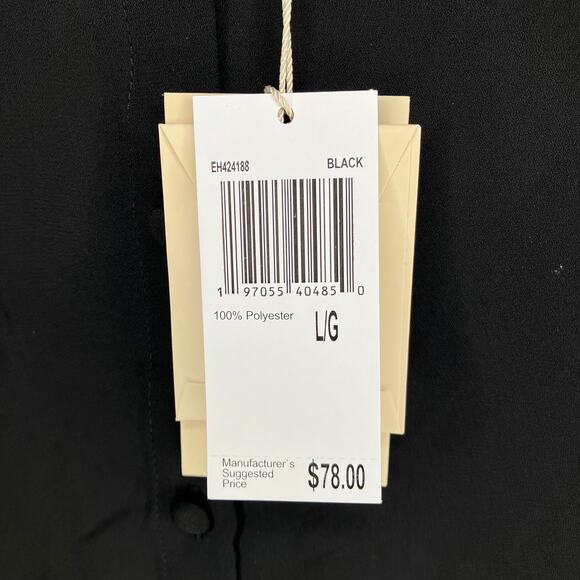 EH424188 BLACK
1 97055 40485 0
100% Polyester L/G
Manufacturer`s
Suggested
Price $78.00